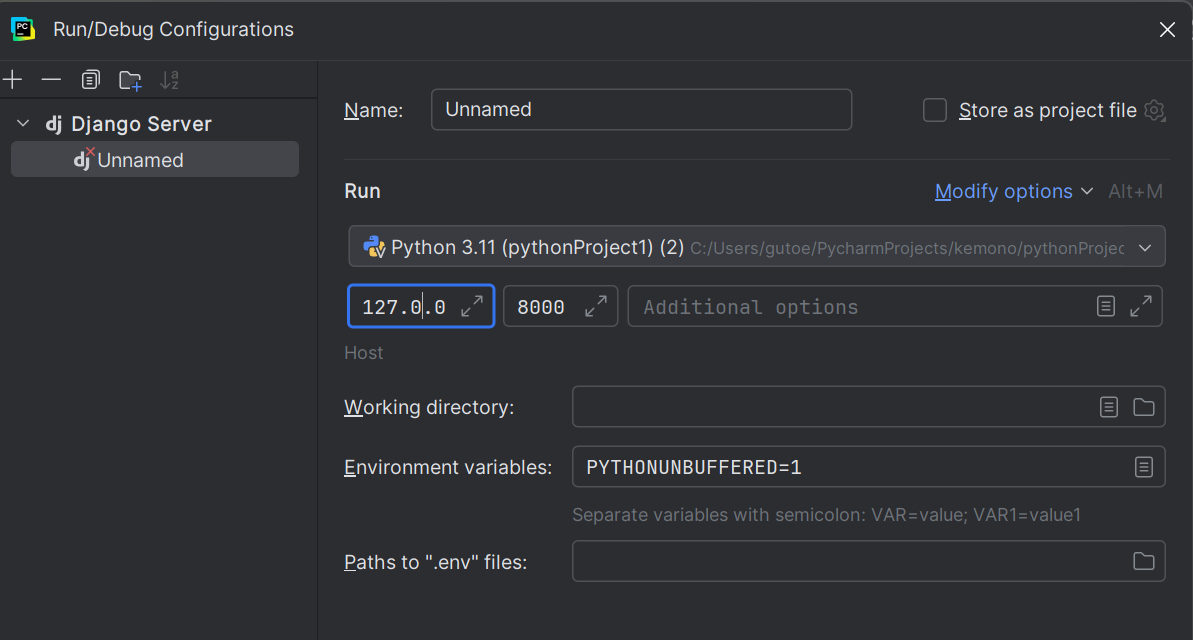 PC
Run/Debug Configurations
a
z
Name:
Unnamed
Store as project file
dj Django Server
dj Unnamed
Run
Modify options
Alt+M
Python 3.11 (pythonProject1) (2) C:/Users/gutoe/PycharmProjects/kemono/pythonProjec
127.0.0
8000
Additional options
Host
Working directory:
Environment variables:
PYTHONUNBUFFERED=1
Separate variables with semicolon: VAR=value; VAR1=value1
Paths to ".env" files: